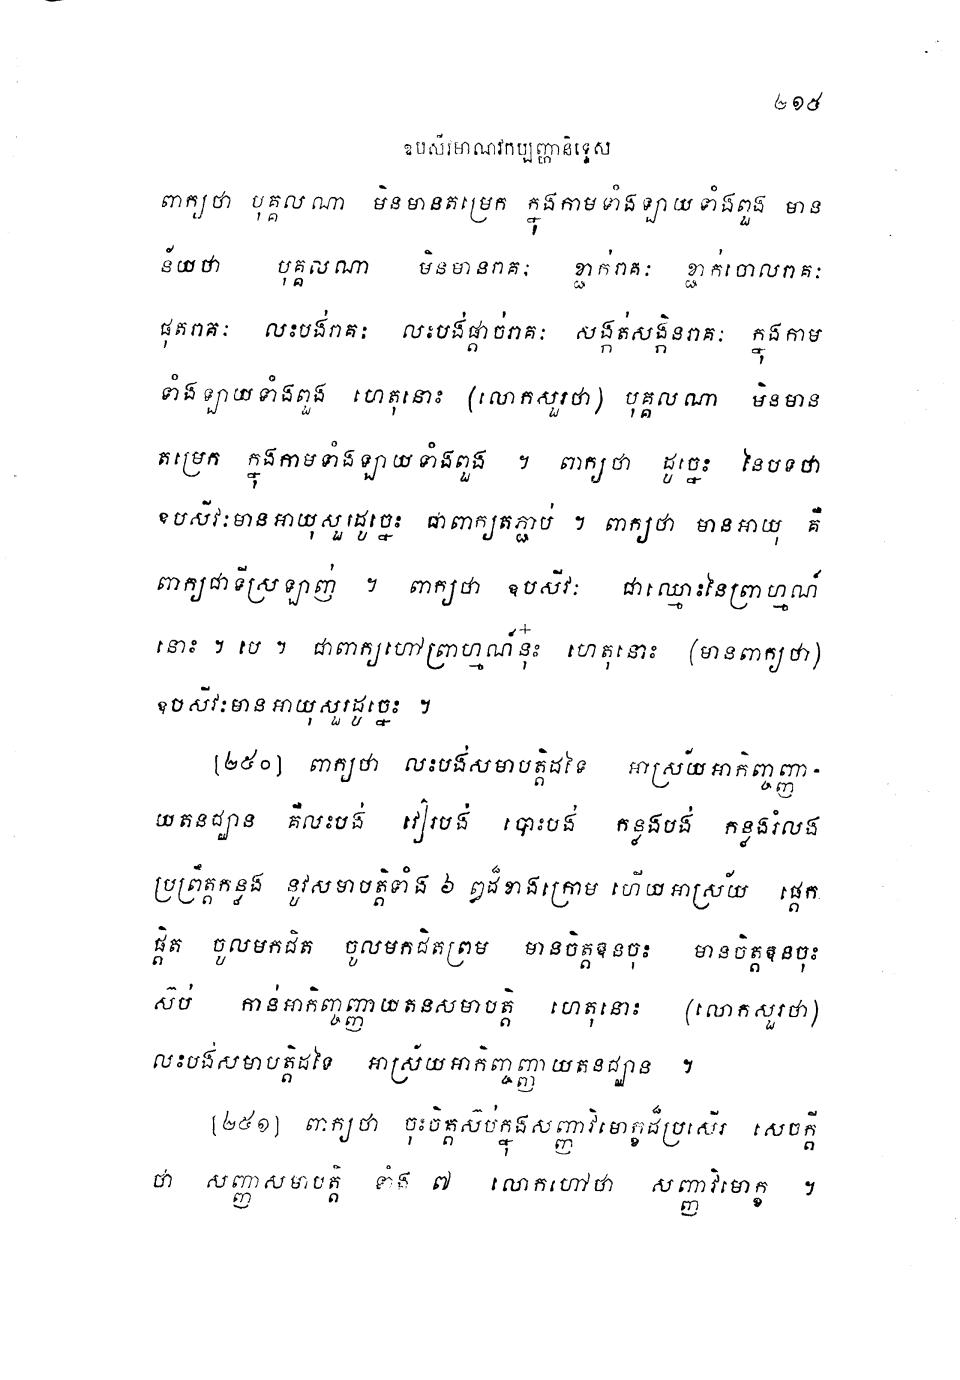 ២១៥
ឧបសីវមាណវកប្បញ្ហានិទ្ទេស
ពាក្យថា បុគ្គលណា មិនមានតម្រេក ក្នុងកាមទាំងឡាយទាំងពួង មាន
ន័យថា បុគ្គលណា មិនមានរាគៈ ខ្ជាក់រាគៈ ខ្ជាក់ចោលរាគៈ
ផុតរាគៈ លះបង់រាគៈ លះបង់ផ្តាច់រាគៈ សង្កត់សង្កិនរាគៈ ក្នុងកាម
ទាំងឡាយទាំងពួង ហេតុនោះ (លោកសួរថា) បុគ្គលណា មិនមាន
តម្រេក ក្នុងកាមទាំងឡាយទាំងពួង ។ ពាក្យថា ដូច្នេះ នៃបទថា
ឧបសីវៈមានអាយុសួរដូច្នេះ ជាពាក្យតភ្ជាប់ ។ ពាក្យថា មានអាយុ គឺ
ពាក្យជាទីស្រឡាញ់ ។ ពាក្យថា ឧបសីវៈ ជាឈ្មោះនៃព្រាហ្មណ៍
នោះ ។ បេ ។ ជាពាក្យហៅព្រាហ្មណ៍នុ៎ះ ហេតុនោះ (មានពាក្យថា)
ឧបសីវៈមានអាយុសួរដូច្នេះ ។
(២៥០) ពាក្យថា លះបង់សមាបត្តិដទៃ អាស្រ័យអាកិញ្ចញ្ញា-
យតនជ្ឈាន គឺលះបង់ វៀរបង់ បោះបង់ កន្លងបង់ កន្លងរំលង
ប្រព្រឹត្តកន្លង នូវសមាបត្តិទាំង ៦ ឰដ៏ខាងក្រោម ហើយអាស្រ័យ ផ្តេក
ផ្តិត ចូលមកជិត ចូលមកជិតព្រម មានចិត្តឱនចុះ មានចិត្តឱនចុះ
ស៊ប់ កាន់អាកិញ្ចញ្ញាយតនសមាបត្តិ ហេតុនោះ (លោកសួរថា)
លះបង់សមាបត្តិដទៃ អាស្រ័យអាកិញ្ចញ្ញាយតនជ្ឈាន ។
(២៥១) ពាក្យថា ចុះចិត្តស៊ប់ក្នុងសញ្ញាវិមោក្ខដ៏ប្រសើរ សេចក្តី
ថា សញ្ញាសមាបត្តិ ទាំង ៧ លោកហៅថា សញ្ញាវិមោក្ខ ។